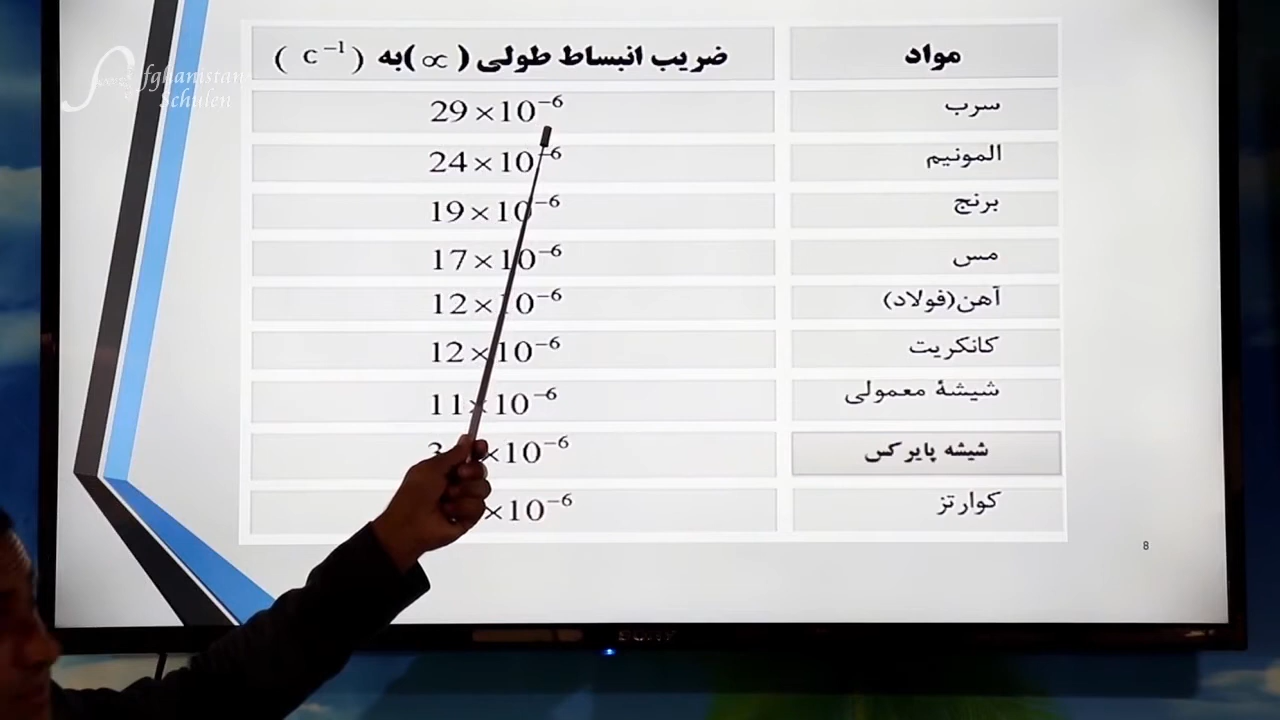 مواد ضریب انبساط طولی (∝) به (c⁻¹)
سرب 29×10⁻⁶
المونیم 24×10⁻⁶
برنج 19×10⁻⁶
مس 17×10⁻⁶
آهن(فولاد) 12×10⁻⁶
کانکریت 12×10⁻⁶
شیشهٔ معمولی 11×10⁻⁶
شیشه پایرکس ×10⁻⁶
کوارتز ×10⁻⁶
8
SONY
Afghanistan
Schulen